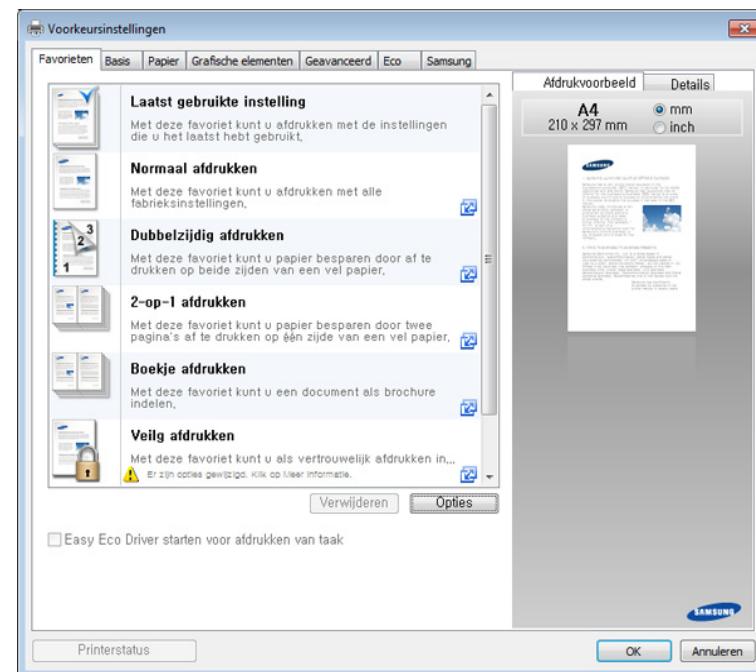 Voorkeursinstellingen
Favorieten Basis Papier Grafische elementen Geavanceerd Eco Samsung
Laatst gebruikte instelling
Met deze favoriet kunt u afdrukken met de instellingen
die u het laatst hebt gebruikt.
Normaal afdrukken
Met deze favoriet kunt u afdrukken met alle
fabrieksinstellingen.
3
2
1
Dubbelzijdig afdrukken
Met deze favoriet kunt u papier besparen door af te
drukken op beide zijden van een vel papier.
2-op-1 afdrukken
Met deze favoriet kunt u papier besparen door twee
pagina's af te drukken op één zijde van een vel papier.
Boekje afdrukken
Met deze favoriet kunt u een document als brochure
indelen.
Veilg afdrukken
Met deze favoriet kunt u als vertrouwelijk afdrukken in...
Er zijn opties gewijzigd. Klik op Meer informatie.
Verwijderen Opties
Easy Eco Driver starten voor afdrukken van taak
Afdrukvoorbeeld Details
A4
210 x 297 mm
mm
inch
SAMSUNG
SAMSUNG
Printerstatus OK Annuleren